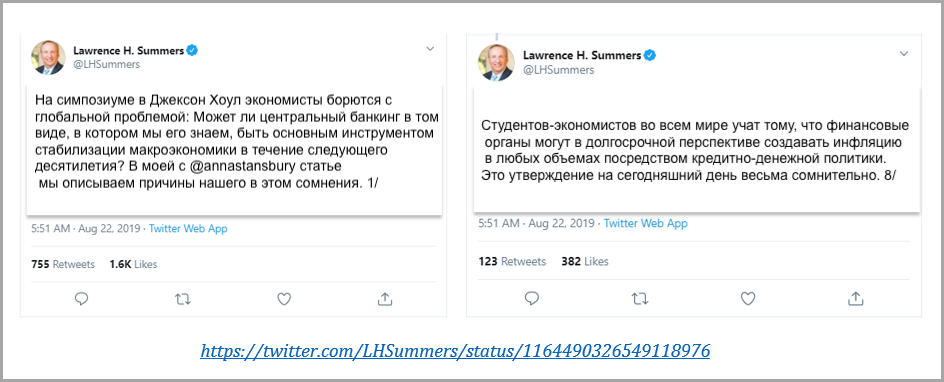 Lawrence H. Summers
@LHSummers
На симпозиуме в Джексон Хоул экономисты борются с
глобальной проблемой: Может ли центральный банкинг в том
виде, в котором мы его знаем, быть основным инструментом
стабилизации макроэкономики в течение следующего
десятилетия? В моей с @annastansbury статье
мы описываем причины нашего в этом сомнения. 1/
5:51 AM · Aug 22, 2019 · Twitter Web App
755 Retweets 1.6K Likes
Lawrence H. Summers
@LHSummers
Студентов-экономистов во всем мире учат тому, что финансовые
органы могут в долгосрочной перспективе создавать инфляцию
в любых объемах посредством кредитно-денежной политики.
Это утверждение на сегодняшний день весьма сомнительно. 8/
5:51 AM · Aug 22, 2019 · Twitter Web App
123 Retweets 382 Likes
https://twitter.com/LHSummers/status/1164490326549118976